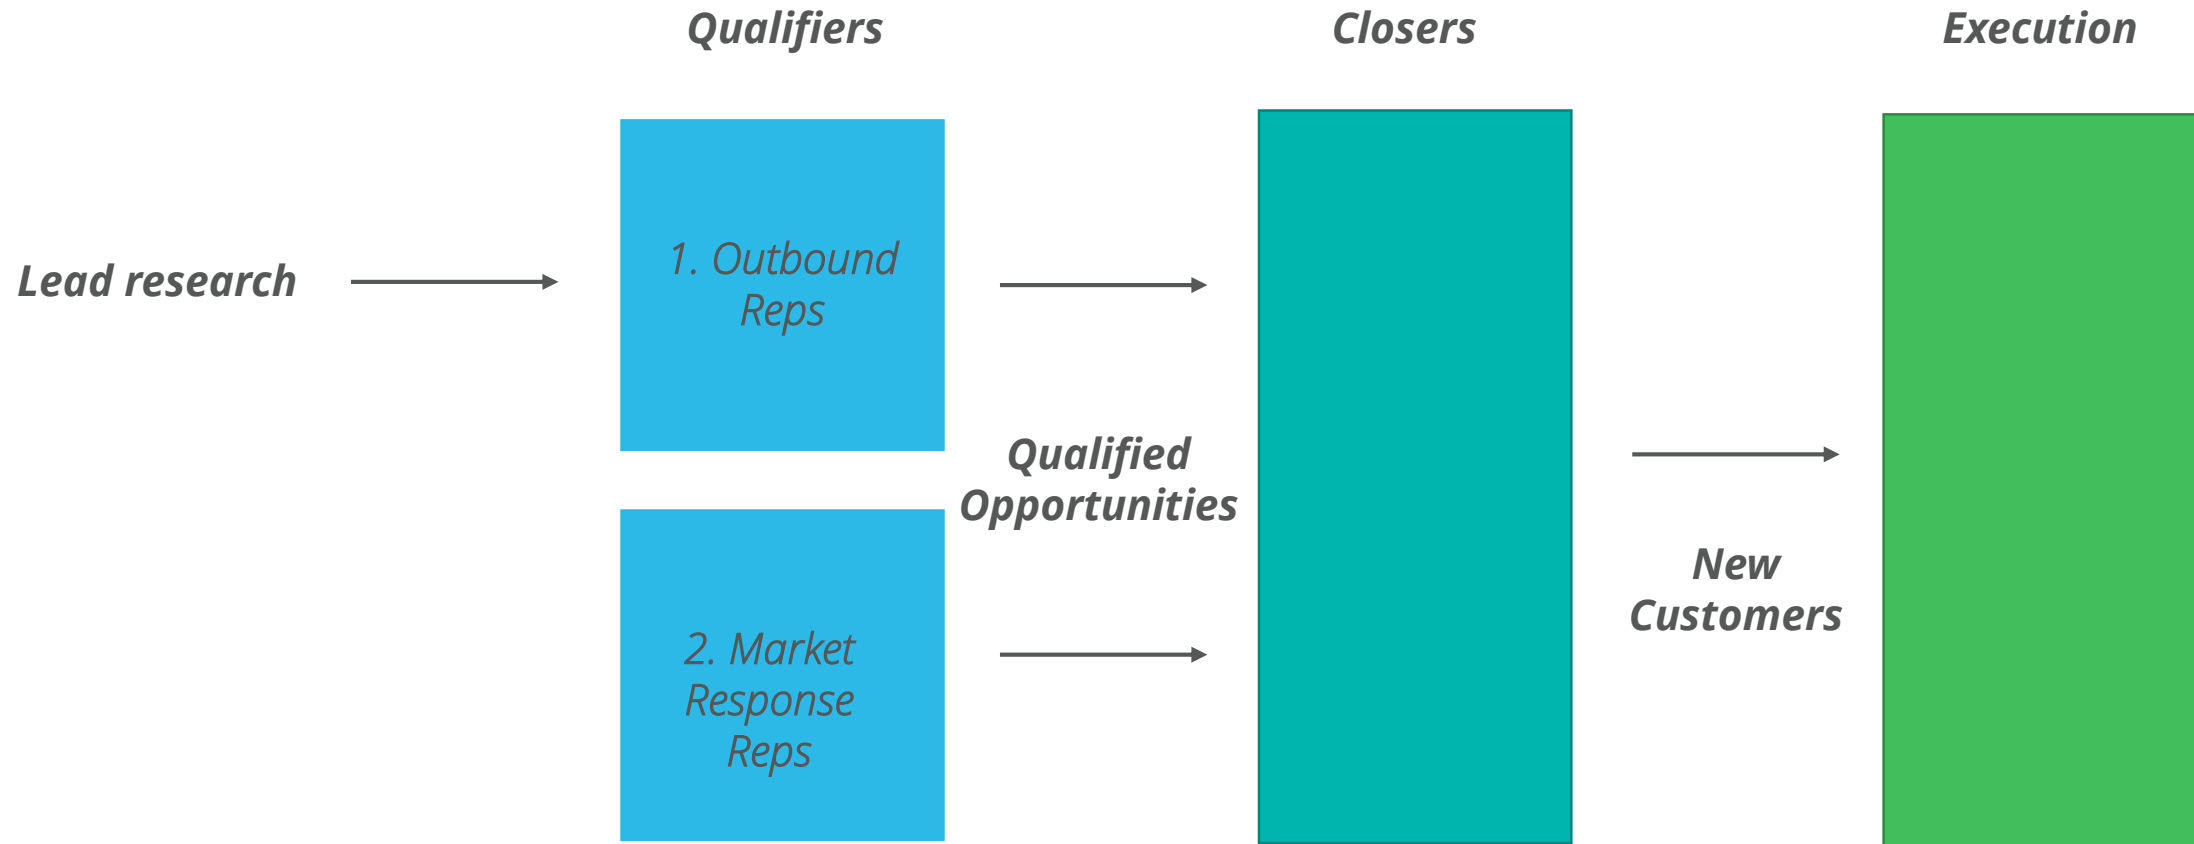 Qualifiers
Closers
Execution
Lead research
1. Outbound
Reps
Qualified
Opportunities
2. Market
Response
Reps
New
Customers